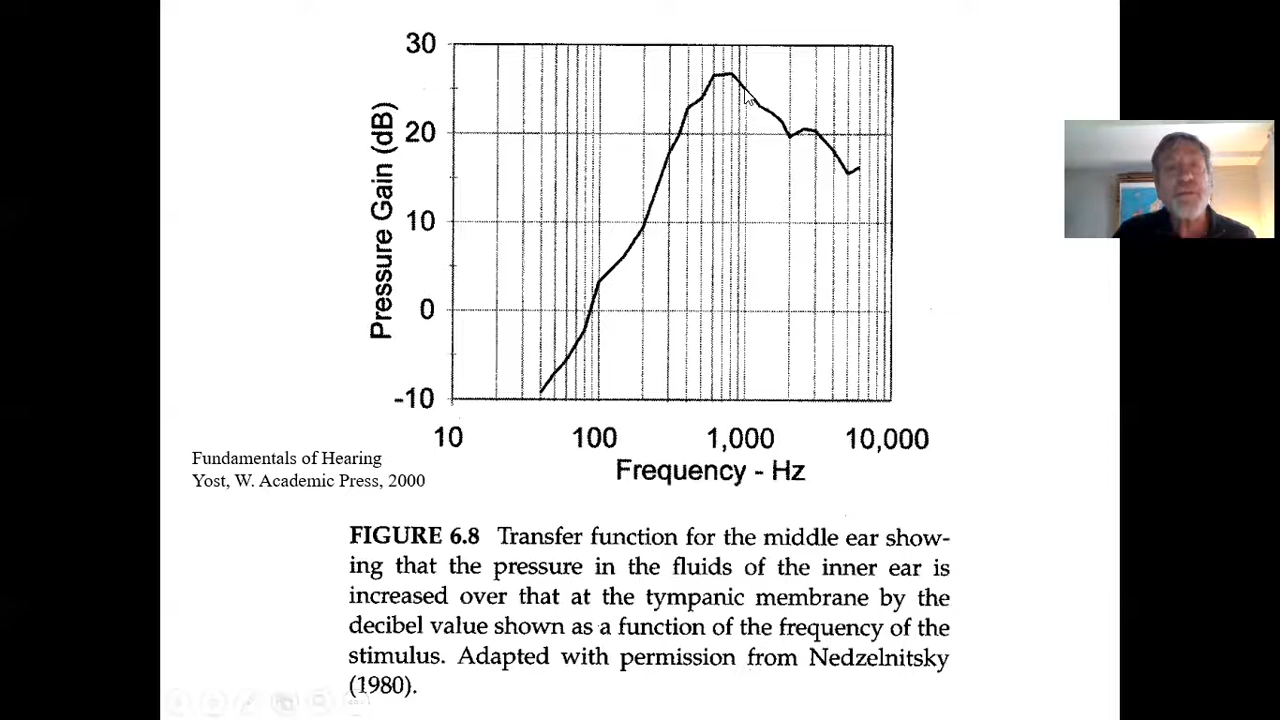 30
20
10
0
-10
Pressure Gain (dB)
10 100 1,000 10,000
Frequency - Hz
Fundamentals of Hearing
Yost, W. Academic Press, 2000
FIGURE 6.8 Transfer function for the middle ear show-
ing that the pressure in the fluids of the inner ear is
increased over that at the tympanic membrane by the
decibel value shown as a function of the frequency of the
stimulus. Adapted with permission from Nedzelnitsky
(1980).